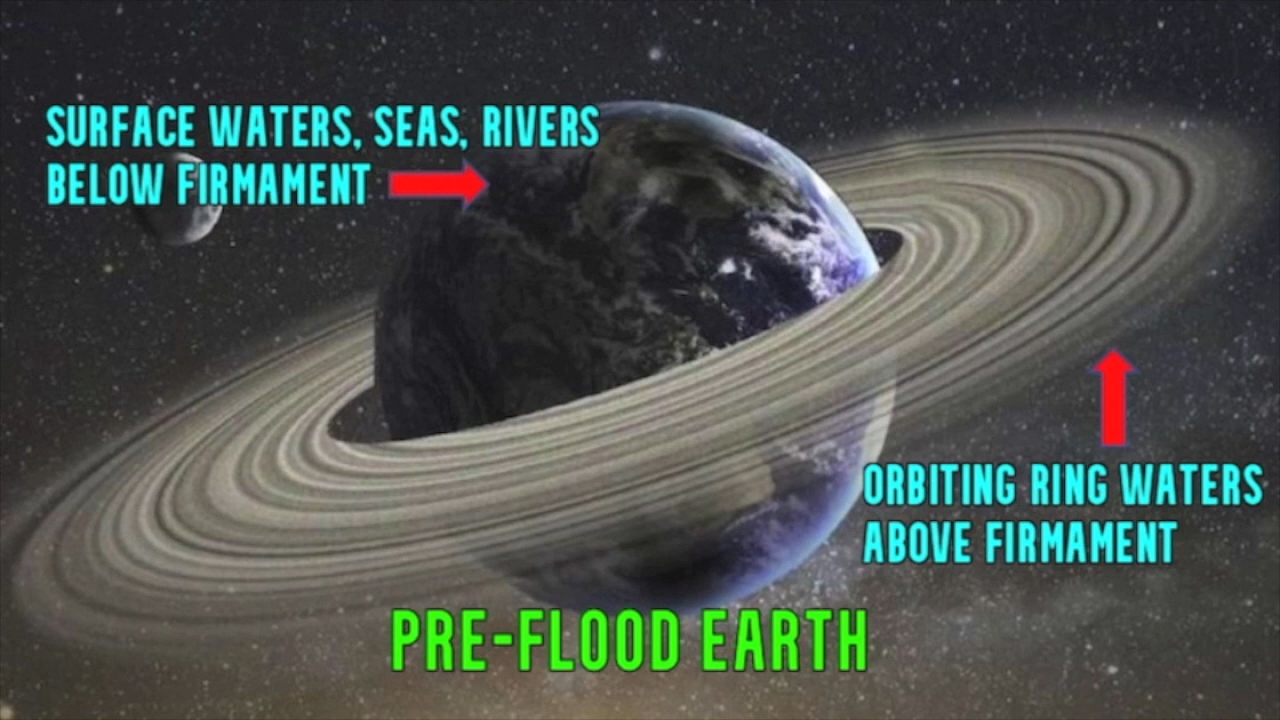 SURFACE WATERS, SEAS, RIVERS
BELOW FIRMAMENT
ORBITING RING WATERS
ABOVE FIRMAMENT
PRE-FLOOD EARTH